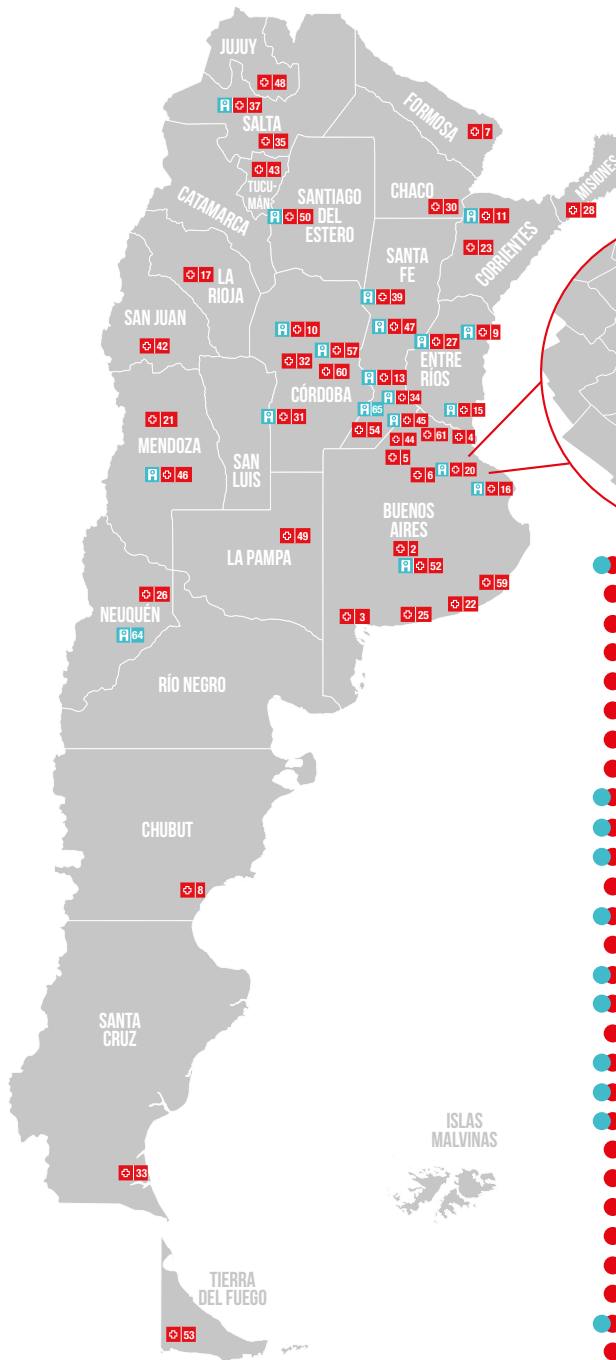 JUJUY
48
37
SALTA
35
FORMOSA
7
43
TUCU-
MÁN
CATAMARCA
50
SANTIAGO
DEL
ESTERO
CHACO
30
11
MISIONES
28
23
CORRIENTES
SANTA
FE
17
LA
RIOJA
39
SAN JUAN
42
10
47
27
9
57
32
60
ENTRE
RÍOS
13
CÓRDOBA
34
65
15
31
45
21
54
44
61
4
MENDOZA
5
46
SAN
LUIS
6
20
16
BUENOS
AIRES
49
2
LA PAMPA
52
59
26
22
NEUQUÉN
3
25
64
RÍO NEGRO
CHUBUT
8
SANTA
CRUZ
ISLAS
MALVINAS
33
TIERRA
DEL FUEGO
53